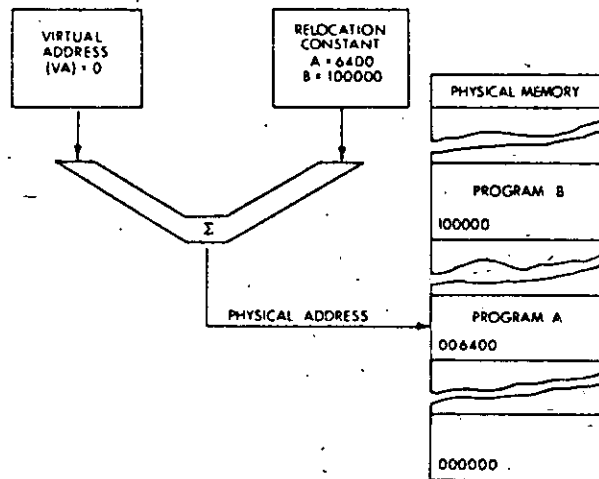 VIRTUAL
ADDRESS
(VA) = 0
RELOCATION
CONSTANT
A = 6400
B = 100000
PHYSICAL MEMORY
PROGRAM B
100000
Σ
PHYSICAL ADDRESS
PROGRAM A
006400
000000